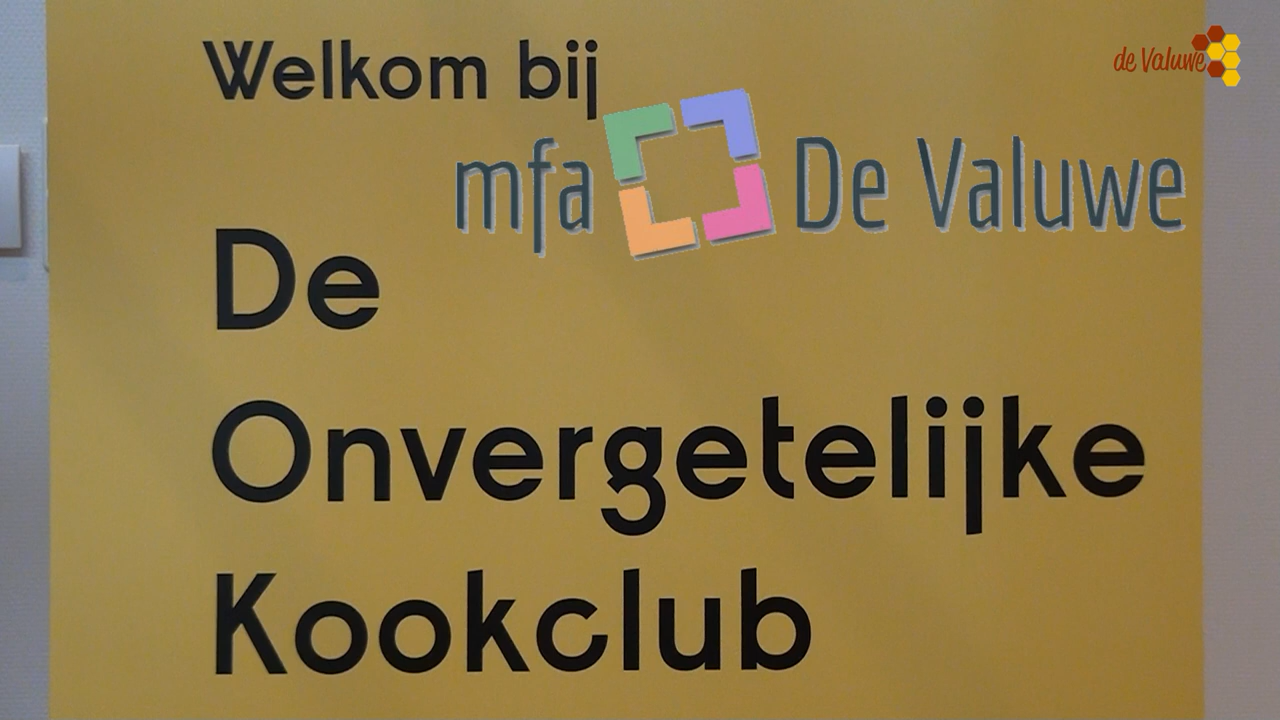 Welkom bij
de Valuwe
mfa De Valuwe
De
Onvergetelijke
Kookclub